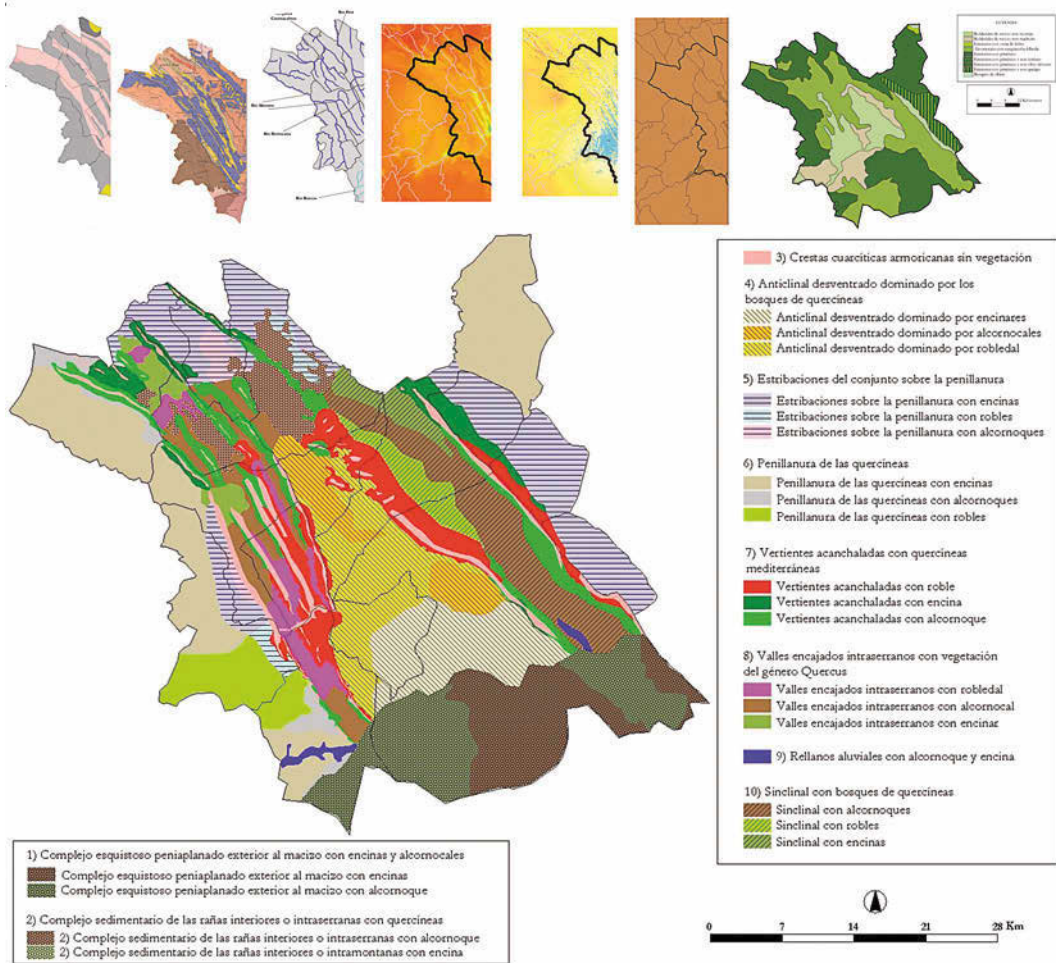 LEYENDA
3) Crestas cuarcíticas armoricanas sin vegetación
4) Anticlinal desventrado dominado por los
bosques de quercíneas
Anticlinal desventrado dominado por encinares
Anticlinal desventrado dominado por alcornocales
Anticlinal desventrado dominado por robledal
5) Estribaciones del conjunto sobre la penillanura
Estribaciones sobre la penillanura con encinas
Estribaciones sobre la penillanura con robles
Estribaciones sobre la penillanura con alcornoques
6) Penillanura de las quercíneas
Penillanura de las quercíneas con encinas
Penillanura de las quercíneas con alcornoques
Penillanura de las quercíneas con robles
7) Vertientes acanchaladas con quercíneas
mediterráneas
Vertientes acanchaladas con roble
Vertientes acanchaladas con encina
Vertientes acanchaladas con alcornoque
8) Valles encajados intraserranos con vegetación
del género Quercus
Valles encajados intraserranos con robledal
Valles encajados intraserranos con alcornocal
Valles encajados intraserranos con encinar
9) Rellanos aluviales con alcornoque y encina
10) Sinclinal con bosques de quercíneas
Sinclinal con alcornoques
Sinclinal con robles
Sinclinal con encinas
1) Complejo esquistoso peniaplanado exterior al macizo con encinas y alcornocales
Complejo esquistoso peniaplanado exterior al macizo con encinas
Complejo esquistoso peniaplanado exterior al macizo con alcornoque
2) Complejo sedimentario de las rañas interiores o intraserranas con quercíneas
2) Complejo sedimentario de las rañas interiores o intraserranas con alcornoque
2) Complejo sedimentario de las rañas interiores o intramontanas con encina
0 7 14 21 28 Km